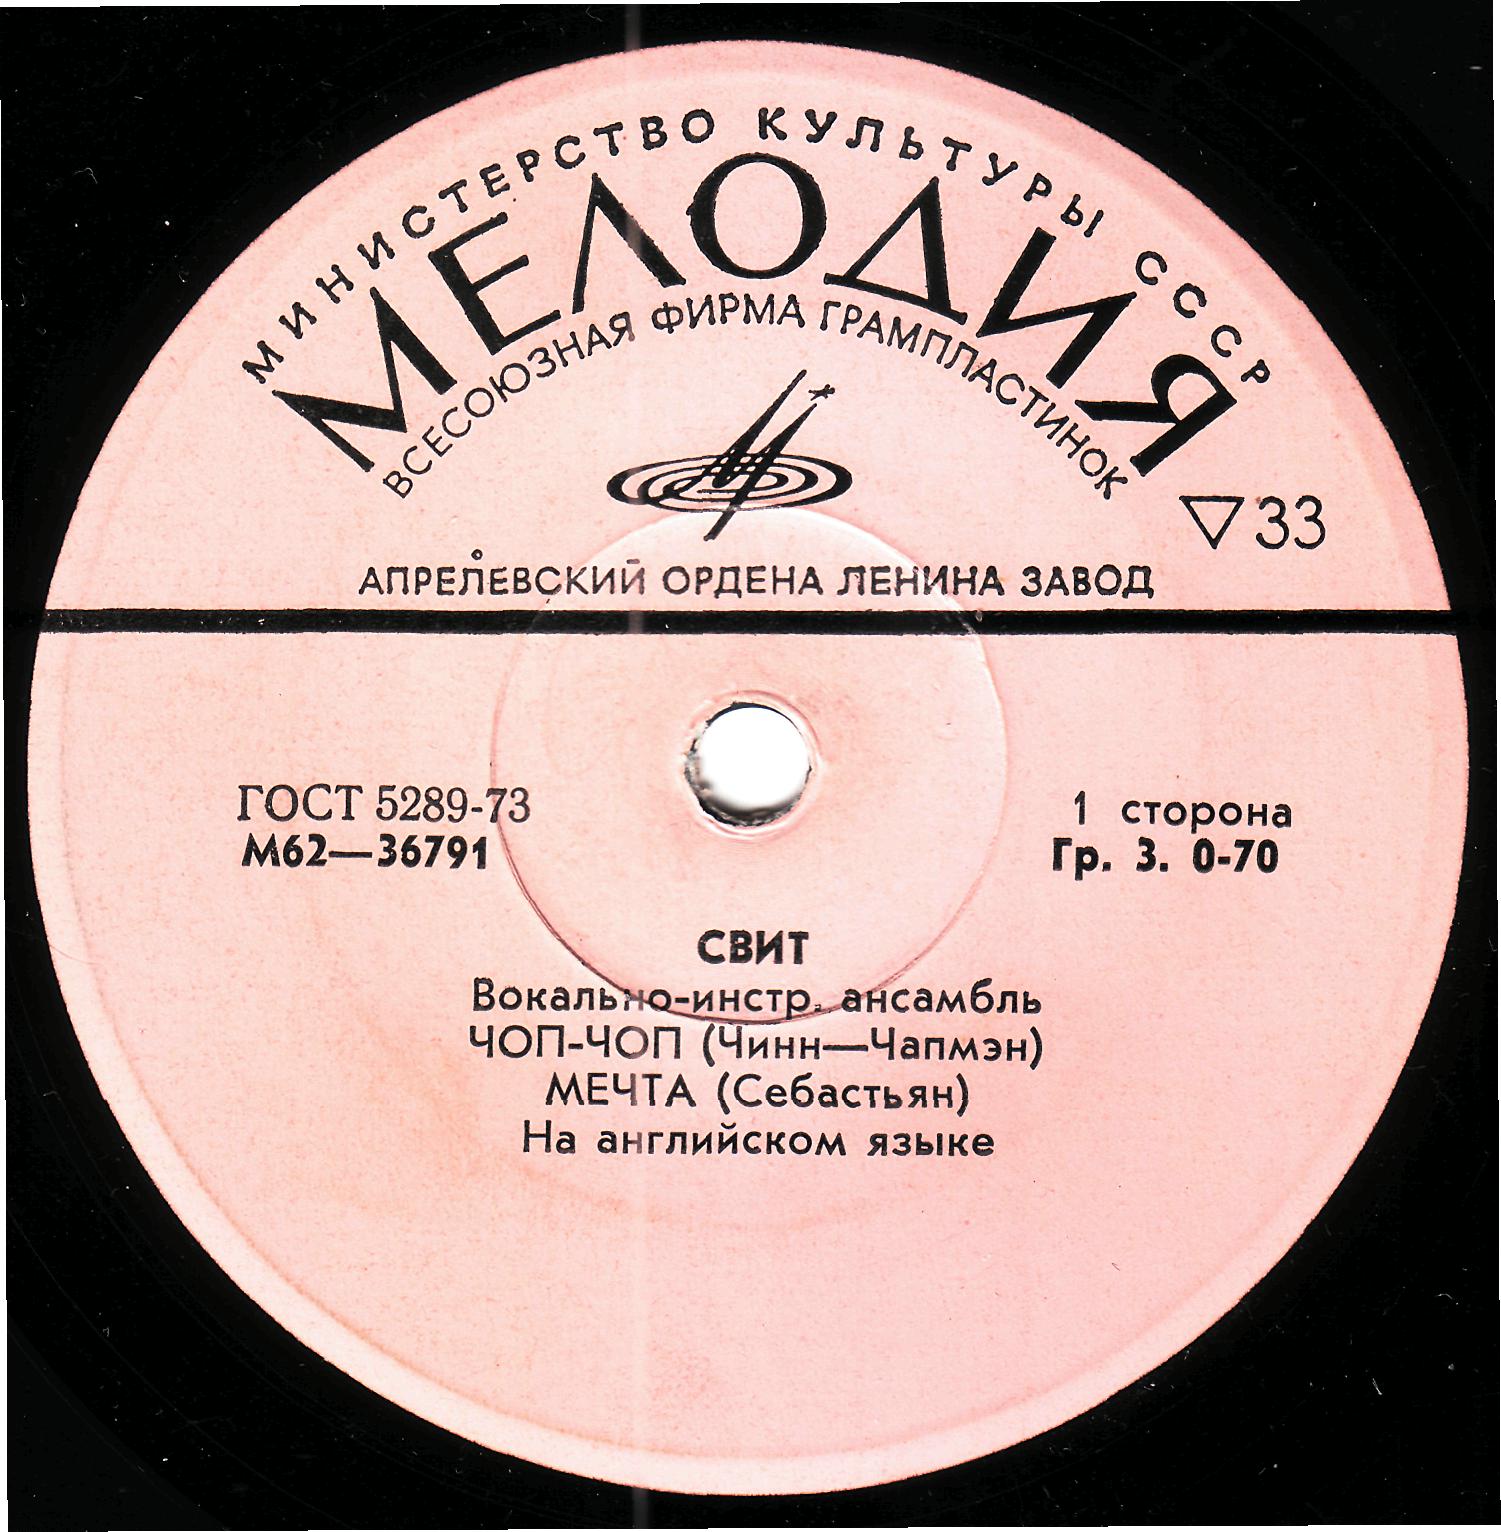 МИНИСТЕРСТВО КУЛЬТУРЫ СССР
МЕЛОДИЯ
ВСЕСОЮЗНАЯ ФИРМА ГРАМПЛАСТИНОК
▽33
АПРЕЛЕВСКИЙ ОРДЕНА ЛЕНИНА ЗАВОД
ГОСТ 5289-73
М62—36791
1 сторона
Гр. 3. 0-70
СВИТ
Вокально-инстр. ансамбль
ЧОП-ЧОП (Чинн—Чапмэн)
МЕЧТА (Себастьян)
На английском языке